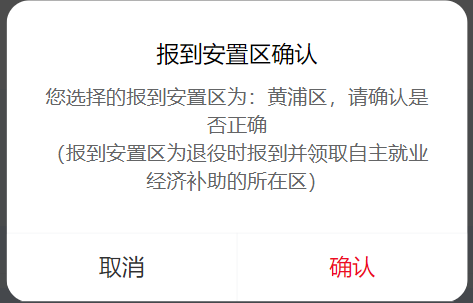 报到安置区确认
您选择的报到安置区为：黄浦区，请确认是
否正确
（报到安置区为退役时报到并领取自主就业
经济补助的所在区）
取消
确认